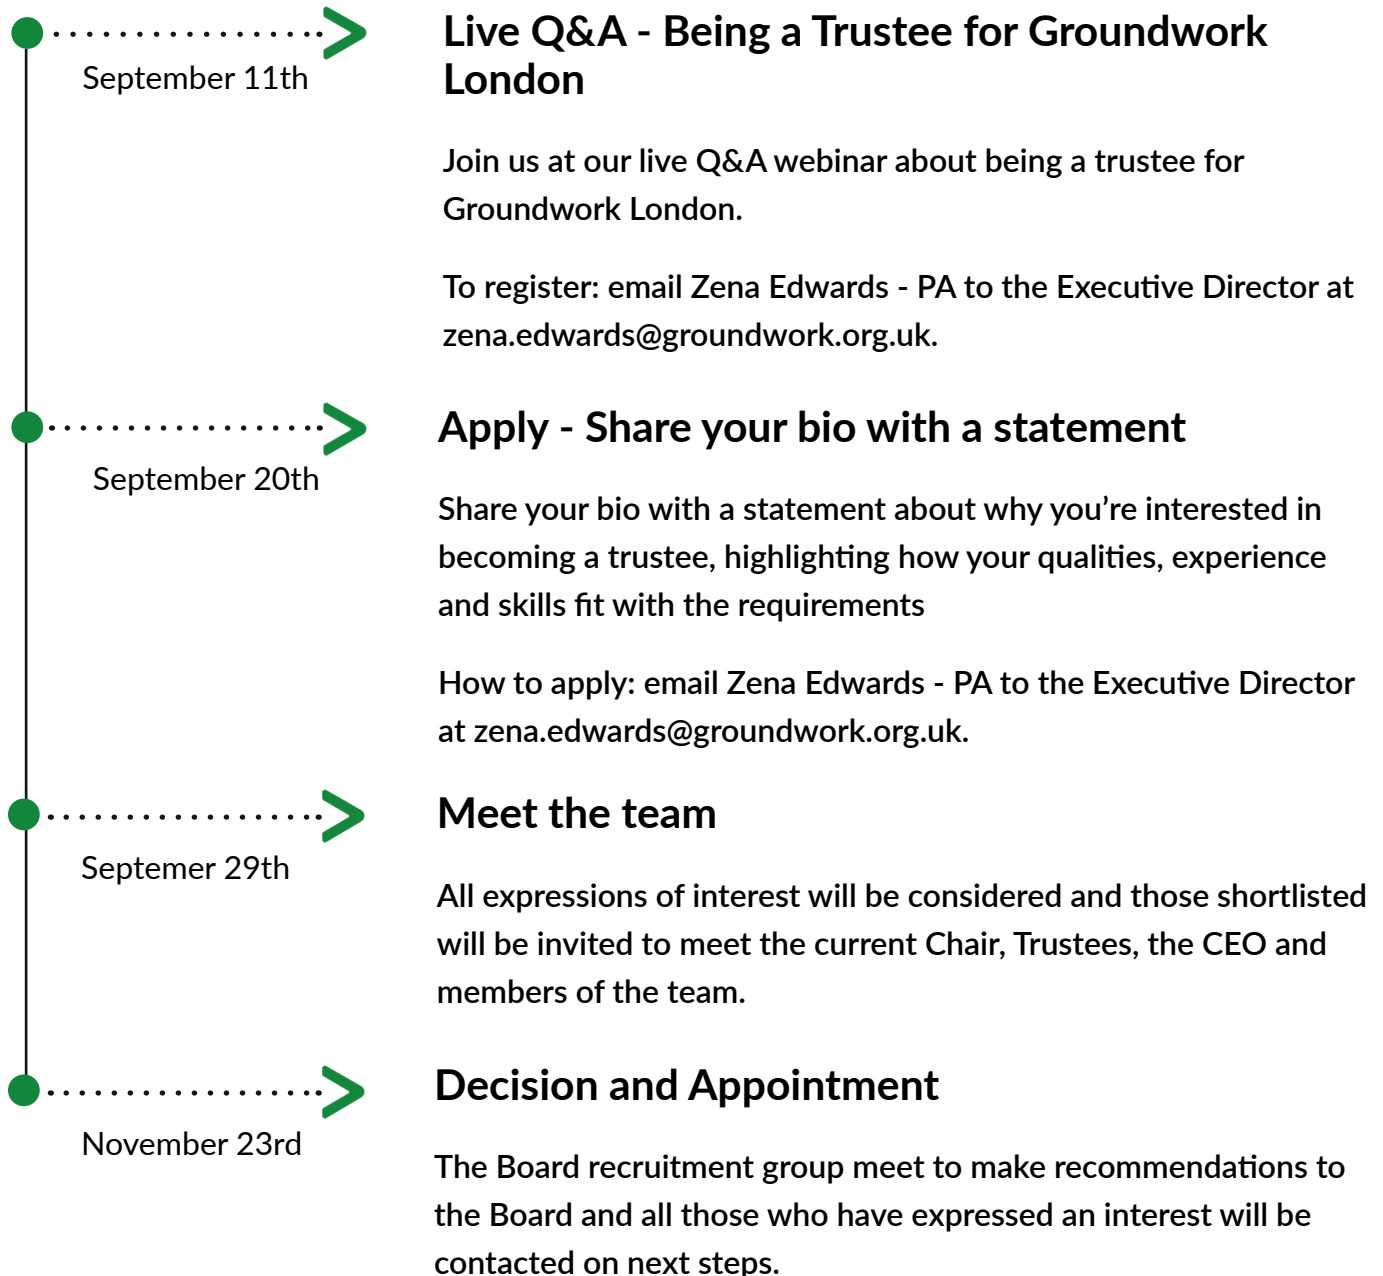 Live Q&A - Being a Trustee for Groundwork
London
September 11th
Join us at our live Q&A webinar about being a trustee for
Groundwork London.
To register: email Zena Edwards - PA to the Executive Director at
zena.edwards@groundwork.org.uk.
Apply - Share your bio with a statement
September 20th
Share your bio with a statement about why you’re interested in
becoming a trustee, highlighting how your qualities, experience
and skills fit with the requirements
How to apply: email Zena Edwards - PA to the Executive Director
at zena.edwards@groundwork.org.uk.
Meet the team
Septemer 29th
All expressions of interest will be considered and those shortlisted
will be invited to meet the current Chair, Trustees, the CEO and
members of the team.
Decision and Appointment
November 23rd
The Board recruitment group meet to make recommendations to
the Board and all those who have expressed an interest will be
contacted on next steps.